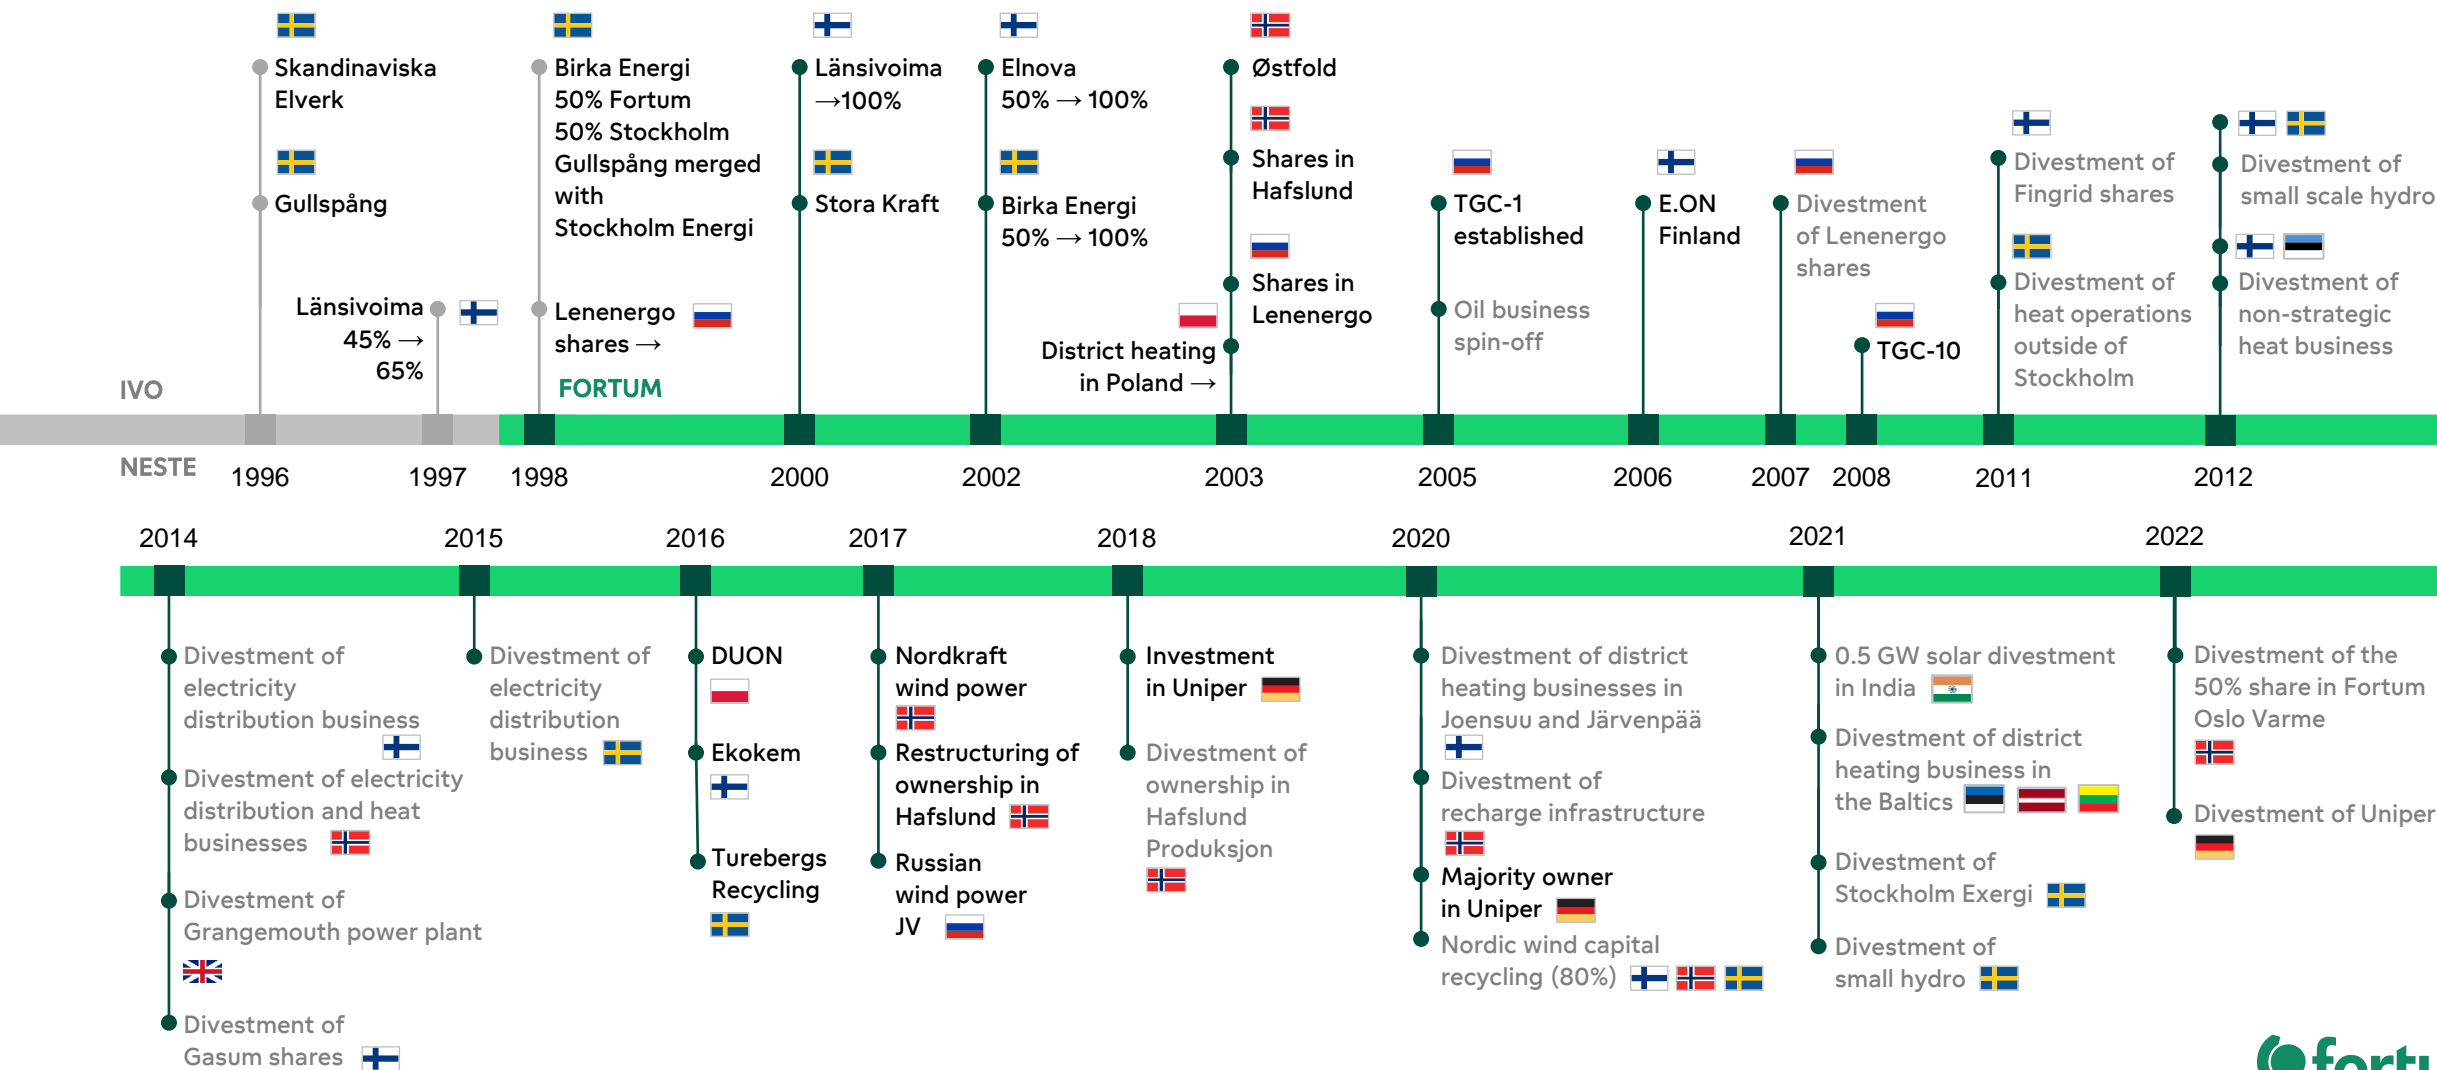 Skandinaviska
Elverk
Gullspång
Länsivoima
45% →
65%
Birka Energi
50% Fortum
50% Stockholm
Gullspång merged
with
Stockholm Energi
Lenenergo
shares →
Länsivoima
→100%
Stora Kraft
Elnova
50% → 100%
Birka Energi
50% → 100%
Østfold
Shares in
Hafslund
Shares in
Lenenergo
District heating
in Poland →
TGC-1
established
Oil business
spin-off
E.ON
Finland
Divestment
of Lenenergo
shares
TGC-10
Divestment of
Fingrid shares
Divestment of
heat operations
outside of
Stockholm
Divestment of
small scale hydro
Divestment of
non-strategic
heat business
IVO
FORTUM
NESTE
1996
1997
1998
2000
2002
2003
2005
2006
2007
2008
2011
2012
2014
2015
2016
2017
2018
2020
2021
2022
Divestment of
electricity
distribution business
Divestment of electricity
distribution and heat
businesses
Divestment of
Grangemouth power plant
Divestment of
Gasum shares
Divestment of
electricity
distribution
business
DUON
Ekokem
Turebergs
Recycling
Nordkraft
wind power
Restructuring of
ownership in
Hafslund
Russian
wind power
JV
Investment
in Uniper
Divestment of
ownership in
Hafslund
Produksjon
Divestment of district
heating businesses in
Joensuu and Järvenpää
Divestment of
recharge infrastructure
Majority owner
in Uniper
Nordic wind capital
recycling (80%)
0.5 GW solar divestment
in India
Divestment of district
heating business in
the Baltics
Divestment of
Stockholm Exergi
Divestment of
small hydro
Divestment of the
50% share in Fortum
Oslo Varme
Divestment of Uniper